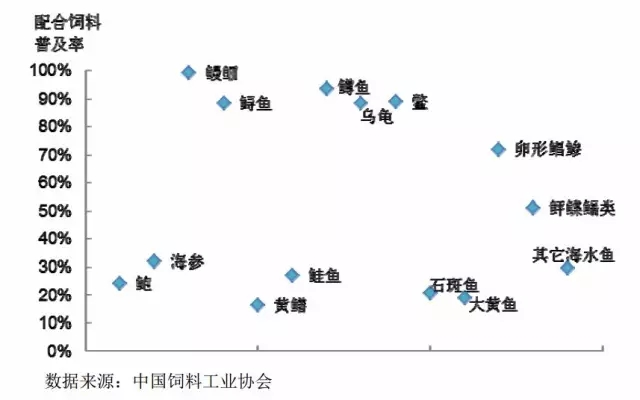 配合饲料
普及率
100%
90%
80%
70%
60%
50%
40%
30%
20%
10%
0%
鲍
海参
鳗鲡
鲟鱼
黄鳝
鲑鱼
鳟鱼
乌龟
鳖
石斑鱼
大黄鱼
卵形鲳鲹
鲆鲽鳎类
其它海水鱼
数据来源：中国饲料工业协会